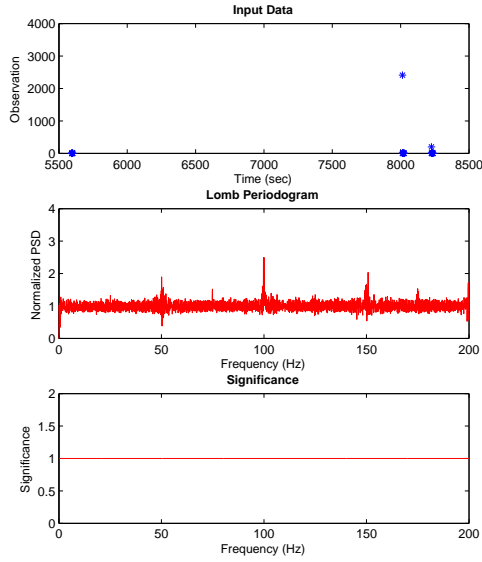 Input Data
Observation
4000
3000
2000
1000
0
5500 6000 6500 7000 7500 8000 8500
Time (sec)
Lomb Periodogram
Normalized PSD
4
3
2
1
0
0 50 100 150 200
Frequency (Hz)
Significance
Significance
2
1.5
1
0.5
0
0 50 100 150 200
Frequency (Hz)